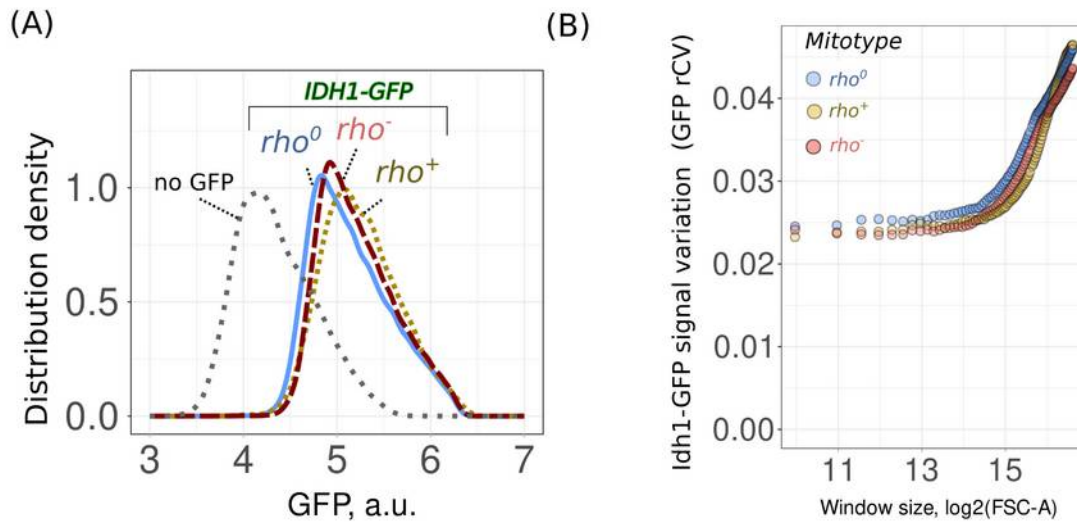 (A)
IDH1-GFP
rho⁰
rho⁻
rho⁺
no GFP
Distribution density
1.0
0.5
0.0
3 4 5 6 7
GFP, a.u.
(B)
Idh1-GFP signal variation (GFP rCV)
Mitotype
rho⁰
rho⁺
rho⁻
0.04
0.03
0.02
0.01
0.00
11 13 15
Window size, log2(FSC-A)